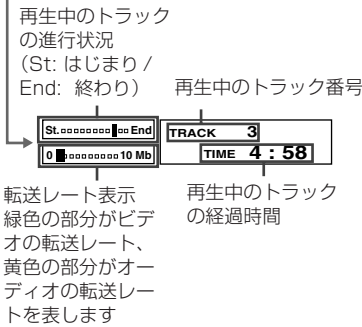 再生中のトラック
の進行状況
（St: はじまり /
End: 終わり）
再生中のトラック番号
St. End
TRACK 3
0 10 Mb
TIME 4 : 58
転送レート表示
緑色の部分がビデ
オの転送レート、
黄色の部分がオー
ディオの転送レー
トを表します
再生中のトラック
の経過時間